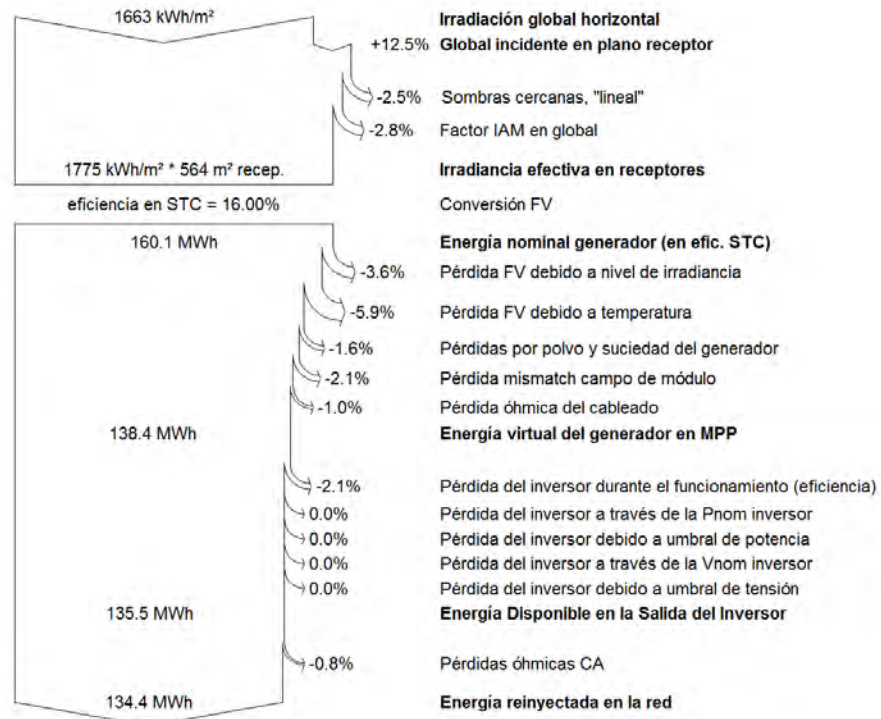 1663 kWh/m² Irradiación global horizontal
+12.5% Global incidente en plano receptor
-2.5% Sombras cercanas, "lineal"
-2.8% Factor IAM en global
1775 kWh/m² * 564 m² recep. Irradiancia efectiva en receptores
eficiencia en STC = 16.00% Conversión FV
160.1 MWh Energía nominal generador (en efic. STC)
-3.6% Pérdida FV debido a nivel de irradiancia
-5.9% Pérdida FV debido a temperatura
-1.6% Pérdidas por polvo y suciedad del generador
-2.1% Pérdida mismatch campo de módulo
-1.0% Pérdida óhmica del cableado
138.4 MWh Energía virtual del generador en MPP
-2.1% Pérdida del inversor durante el funcionamiento (eficiencia)
0.0% Pérdida del inversor a través de la Pnom inversor
0.0% Pérdida del inversor debido a umbral de potencia
0.0% Pérdida del inversor a través de la Vnom inversor
0.0% Pérdida del inversor debido a umbral de tensión
135.5 MWh Energía Disponible en la Salida del Inversor
-0.8% Pérdidas óhmicas CA
134.4 MWh Energía reinyectada en la red